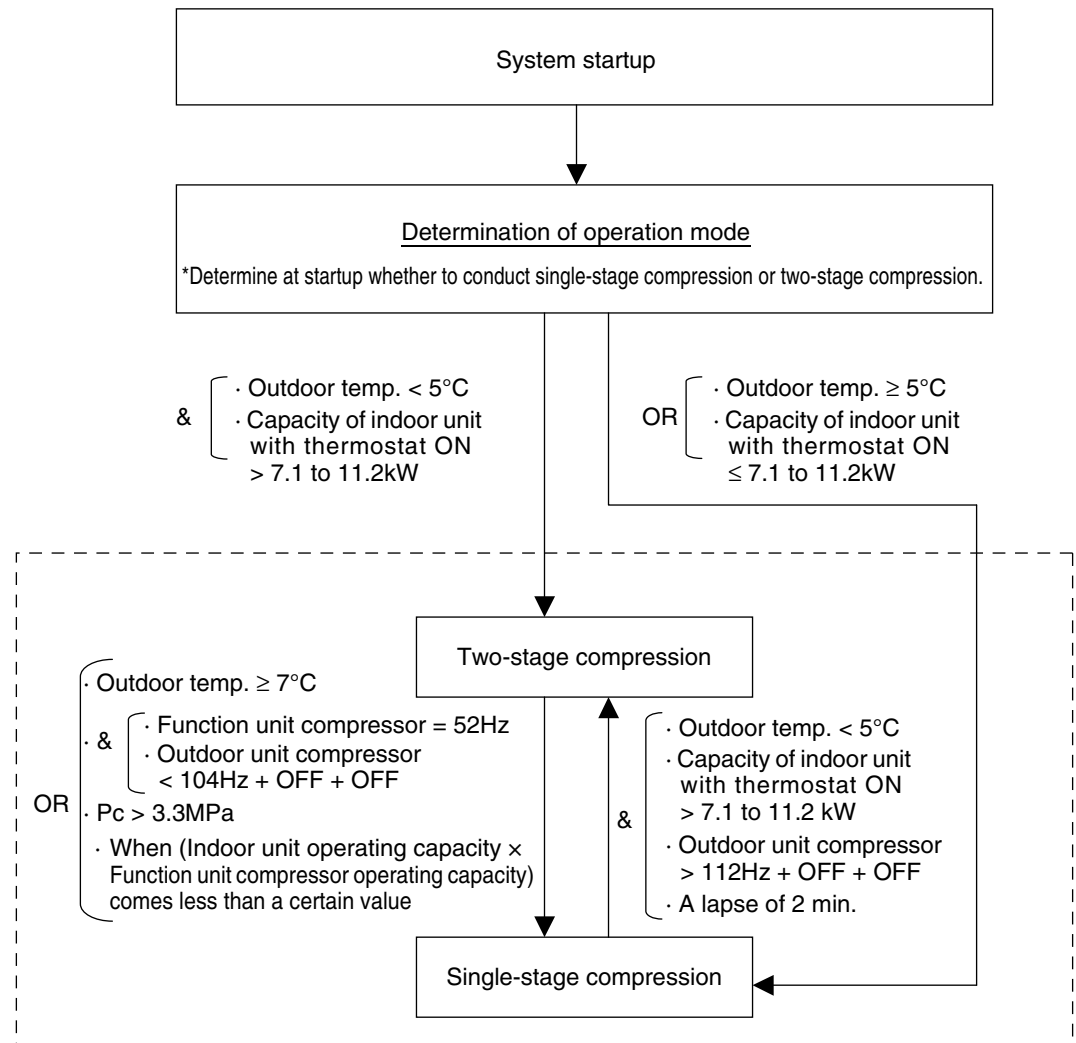 System startup
Determination of operation mode
*Determine at startup whether to conduct single-stage compression or two-stage compression.
&
· Outdoor temp. < 5°C
· Capacity of indoor unit
with thermostat ON
> 7.1 to 11.2kW
OR
· Outdoor temp. ≥ 5°C
· Capacity of indoor unit
with thermostat ON
≤ 7.1 to 11.2kW
Two-stage compression
OR
· Outdoor temp. ≥ 7°C
· &
· Function unit compressor = 52Hz
· Outdoor unit compressor
< 104Hz + OFF + OFF
· Pc > 3.3MPa
· When (Indoor unit operating capacity ×
Function unit compressor operating capacity)
comes less than a certain value
&
· Outdoor temp. < 5°C
· Capacity of indoor unit
with thermostat ON
> 7.1 to 11.2 kW
· Outdoor unit compressor
> 112Hz + OFF + OFF
· A lapse of 2 min.
Single-stage compression